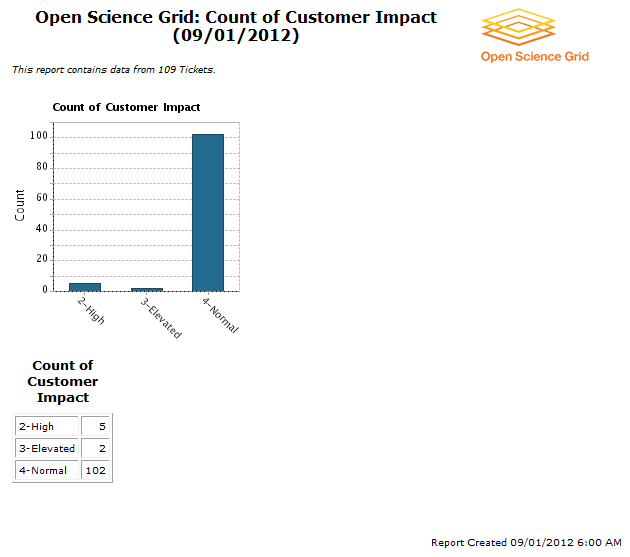 Open Science Grid: Count of Customer Impact
(09/01/2012)
Open Science Grid
This report contains data from 109 Tickets.
Count of Customer Impact
100
80
60
40
20
0
Count
2-High
3-Elevated
4-Normal
Count of
Customer
Impact
2-High 5
3-Elevated 2
4-Normal 102
Report Created 09/01/2012 6:00 AM